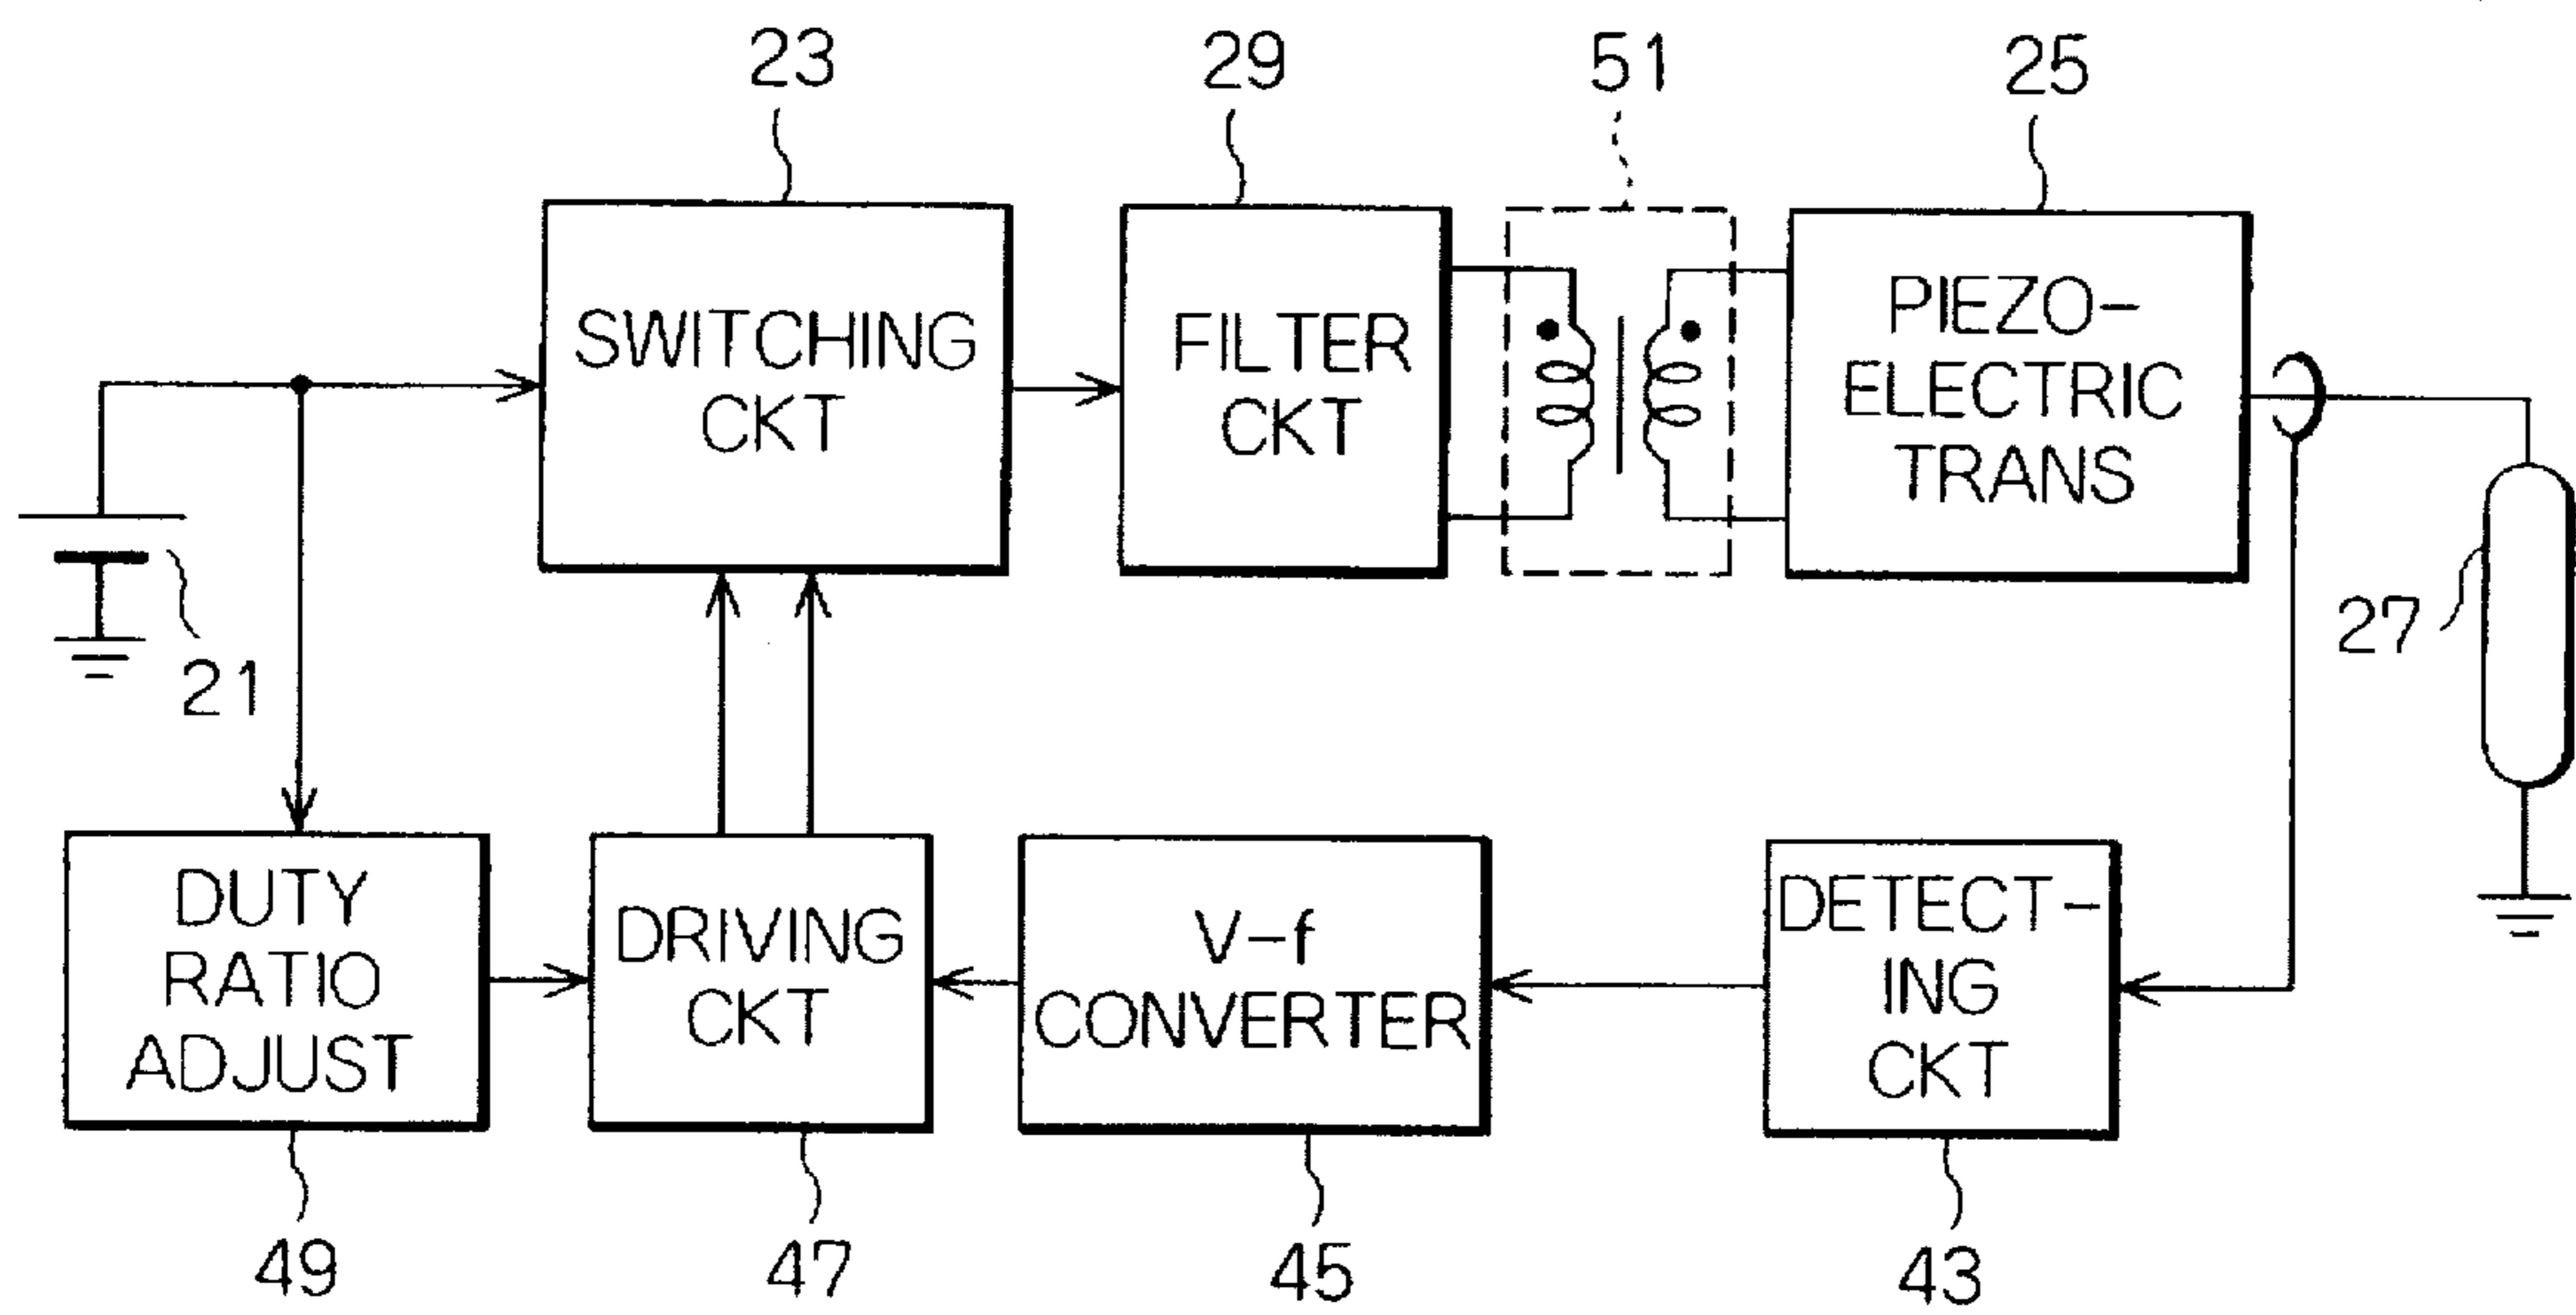 23
29
51
25
SWITCHING
CKT
FILTER
CKT
PIEZO-
ELECTRIC
TRANS
21
27
DUTY
RATIO
ADJUST
DRIVING
CKT
V-f
CONVERTER
DETECT-
ING
CKT
49
47
45
43